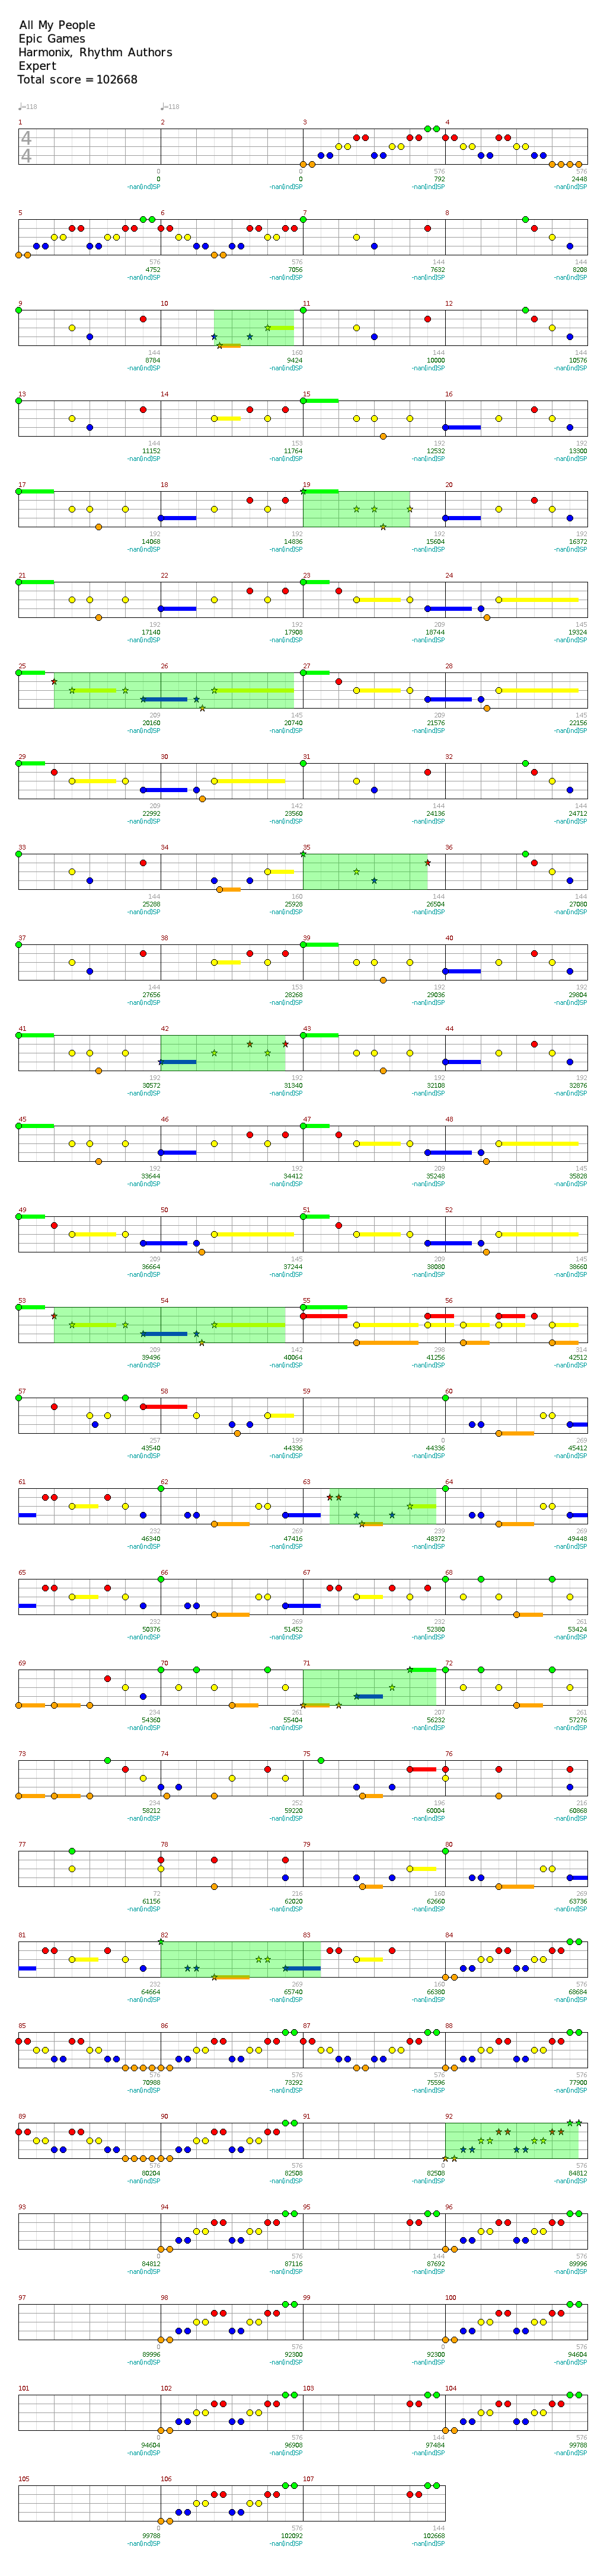 All My People
Epic Games
Harmonix, Rhythm Authors
Expert
Total score = 102668
♩=118 ♩=118
1 2 3 4
4
4
0 0 576 576
0 0 792 2448
-nan(ind)SP -nan(ind)SP -nan(ind)SP -nan(ind)SP
5 6 7 8
576 576 144 144
4752 7056 7632 8208
-nan(ind)SP -nan(ind)SP -nan(ind)SP -nan(ind)SP
9 10 11 12
144 160 144 144
8784 9424 10000 10576
-nan(ind)SP -nan(ind)SP -nan(ind)SP -nan(ind)SP
13 14 15 16
144 153 192 192
11152 11764 12532 13300
-nan(ind)SP -nan(ind)SP -nan(ind)SP -nan(ind)SP
17 18 19 20
192 192 192 192
14068 14836 15604 16372
-nan(ind)SP -nan(ind)SP -nan(ind)SP -nan(ind)SP
21 22 23 24
192 192 209 145
17140 17908 18744 19324
-nan(ind)SP -nan(ind)SP -nan(ind)SP -nan(ind)SP
25 26 27 28
209 145 209 145
20160 20740 21576 22156
-nan(ind)SP -nan(ind)SP -nan(ind)SP -nan(ind)SP
29 30 31 32
209 142 144 144
22992 23560 24136 24712
-nan(ind)SP -nan(ind)SP -nan(ind)SP -nan(ind)SP
33 34 35 36
144 160 144 144
25288 25928 26504 27080
-nan(ind)SP -nan(ind)SP -nan(ind)SP -nan(ind)SP
37 38 39 40
144 153 192 192
27656 28268 29036 29804
-nan(ind)SP -nan(ind)SP -nan(ind)SP -nan(ind)SP
41 42 43 44
192 192 192 192
30572 31340 32108 32876
-nan(ind)SP -nan(ind)SP -nan(ind)SP -nan(ind)SP
45 46 47 48
192 192 209 145
33644 34412 35248 35828
-nan(ind)SP -nan(ind)SP -nan(ind)SP -nan(ind)SP
49 50 51 52
209 145 209 145
36664 37244 38080 38660
-nan(ind)SP -nan(ind)SP -nan(ind)SP -nan(ind)SP
53 54 55 56
209 142 298 314
39496 40064 41256 42512
-nan(ind)SP -nan(ind)SP -nan(ind)SP -nan(ind)SP
57 58 59 60
257 199 0 269
43540 44336 44336 45412
-nan(ind)SP -nan(ind)SP -nan(ind)SP -nan(ind)SP
61 62 63 64
232 269 239 269
46340 47416 48372 49448
-nan(ind)SP -nan(ind)SP -nan(ind)SP -nan(ind)SP
65 66 67 68
232 269 232 261
50376 51452 52380 53424
-nan(ind)SP -nan(ind)SP -nan(ind)SP -nan(ind)SP
69 70 71 72
234 261 207 261
54360 55404 56232 57276
-nan(ind)SP -nan(ind)SP -nan(ind)SP -nan(ind)SP
73 74 75 76
234 252 196 216
58212 59220 60004 60868
-nan(ind)SP -nan(ind)SP -nan(ind)SP -nan(ind)SP
77 78 79 80
72 216 160 269
61156 62020 62660 63736
-nan(ind)SP -nan(ind)SP -nan(ind)SP -nan(ind)SP
81 82 83 84
232 269 160 576
64664 65740 66380 68684
-nan(ind)SP -nan(ind)SP -nan(ind)SP -nan(ind)SP
85 86 87 88
576 576 576 576
70988 73292 75596 77900
-nan(ind)SP -nan(ind)SP -nan(ind)SP -nan(ind)SP
89 90 91 92
576 576 0 576
80204 82508 82508 84812
-nan(ind)SP -nan(ind)SP -nan(ind)SP -nan(ind)SP
93 94 95 96
0 576 144 576
84812 87116 87692 89996
-nan(ind)SP -nan(ind)SP -nan(ind)SP -nan(ind)SP
97 98 99 100
0 576 0 576
89996 92300 92300 94604
-nan(ind)SP -nan(ind)SP -nan(ind)SP -nan(ind)SP
101 102 103 104
0 576 144 576
94604 96908 97484 99788
-nan(ind)SP -nan(ind)SP -nan(ind)SP -nan(ind)SP
105 106 107
0 576 144
99788 102092 102668
-nan(ind)SP -nan(ind)SP -nan(ind)SP